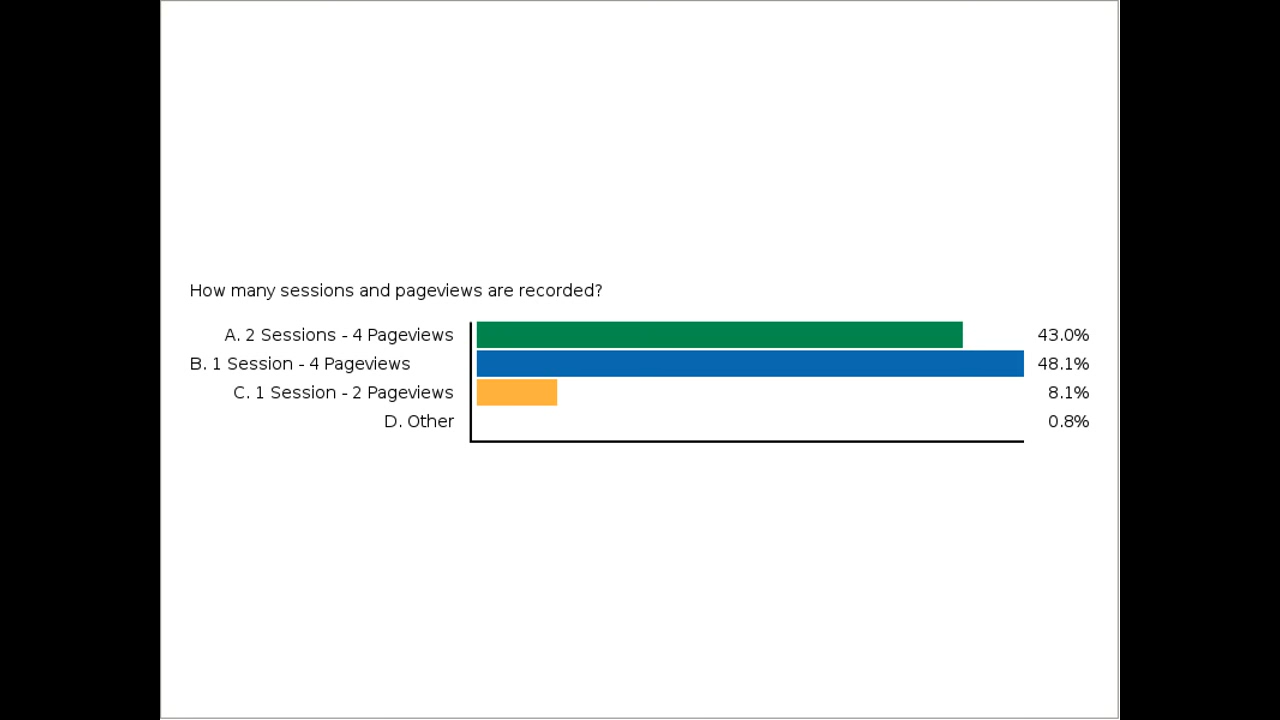 How many sessions and pageviews are recorded?
A. 2 Sessions - 4 Pageviews 43.0%
B. 1 Session - 4 Pageviews 48.1%
C. 1 Session - 2 Pageviews 8.1%
D. Other 0.8%